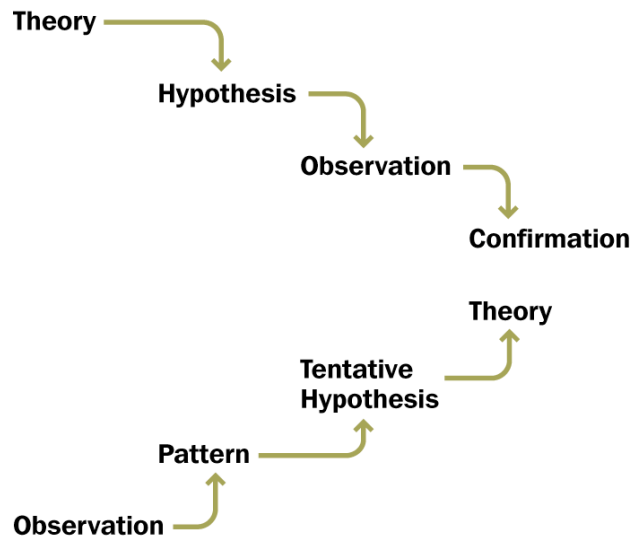 Theory
Hypothesis
Observation
Confirmation
Theory
Tentative
Hypothesis
Pattern
Observation